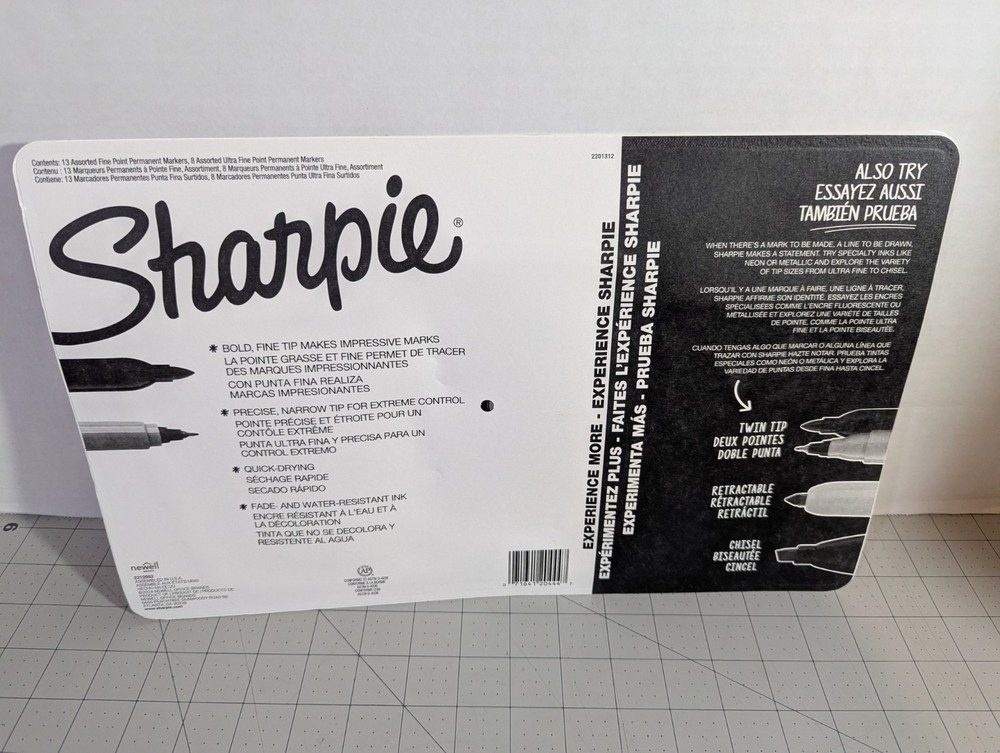 Contents: 13 Assorted Fine Point Permanent Markers, 8 Assorted Ultra Fine Point Permanent Markers
Contenu : 13 Marqueurs Permanents à Pointe Fine, Assortiment, 8 Marqueurs Permanents à Pointe Ultra Fine, Assortiment
Contiene: 13 Marcadores Permanentes Punta Fina Surtidos, 8 Marcadores Permanentes Punta Ultra Fina Surtidos
2201312
Sharpie®
* BOLD, FINE TIP MAKES IMPRESSIVE MARKS
LA POINTE GRASSE ET FINE PERMET DE TRACER
DES MARQUES IMPRESSIONNANTES
CON PUNTA FINA REALIZA
MARCAS IMPRESIONANTES
* PRECISE, NARROW TIP FOR EXTREME CONTROL
POINTE PRÉCISE ET ÉTROITE POUR UN
CONTÔLE EXTRÊME
PUNTA ULTRA FINA Y PRECISA PARA UN
CONTROL EXTREMO
* QUICK-DRYING
SÉCHAGE RAPIDE
SECADO RÁPIDO
* FADE- AND WATER-RESISTANT INK
ENCRE RÉSISTANT À L'EAU ET À
LA DÉCOLORATION
TINTA QUE NO SE DECOLORA Y
RESISTENTE AL AGUA
newell
ATLANTA, GA
www.sharpie.com
AP
71641 20444
EXPERIENCE MORE - EXPERIENCE SHARPIE
EXPÉRIMENTEZ PLUS - FAITES L'EXPÉRIENCE SHARPIE
EXPERIMENTA MÁS - PRUEBA SHARPIE
ALSO TRY
ESSAYEZ AUSSI
TAMBIÉN PRUEBA
WHEN THERE'S A MARK TO BE MADE, A LINE TO BE DRAWN,
SHARPIE MAKES A STATEMENT. TRY SPECIALTY INKS LIKE
NEON OR METALLIC AND EXPLORE THE VARIETY
OF TIP SIZES FROM ULTRA FINE TO CHISEL.
LORSQU'IL Y A UNE MARQUE À FAIRE, UNE LIGNE À TRACER,
SHARPIE AFFIRME SON IDENTITÉ. ESSAYEZ LES ENCRES
SPÉCIALISÉES COMME L'ENCRE FLUORESCENTE OU
MÉTALLISÉE ET EXPLOREZ UNE VARIÉTÉ DE TAILLES
DE POINTE, COMME LA POINTE ULTRA
FINE ET LA POINTE BISEAUTÉE.
CUANDO TENGAS ALGO QUE MARCAR O ALGUNA LÍNEA QUE
TRAZAR CON SHARPIE HAZTE NOTAR. PRUEBA TINTAS
ESPECIALES COMO NEÓN O METÁLICA Y EXPLORA LA
VARIEDAD DE PUNTAS DESDE FINA HASTA CINCEL.
TWIN TIP
DEUX POINTES
DOBLE PUNTA
RETRACTABLE
RÉTRACTABLE
RETRÁCTIL
CHISEL
BISEAUTÉE
CINCEL